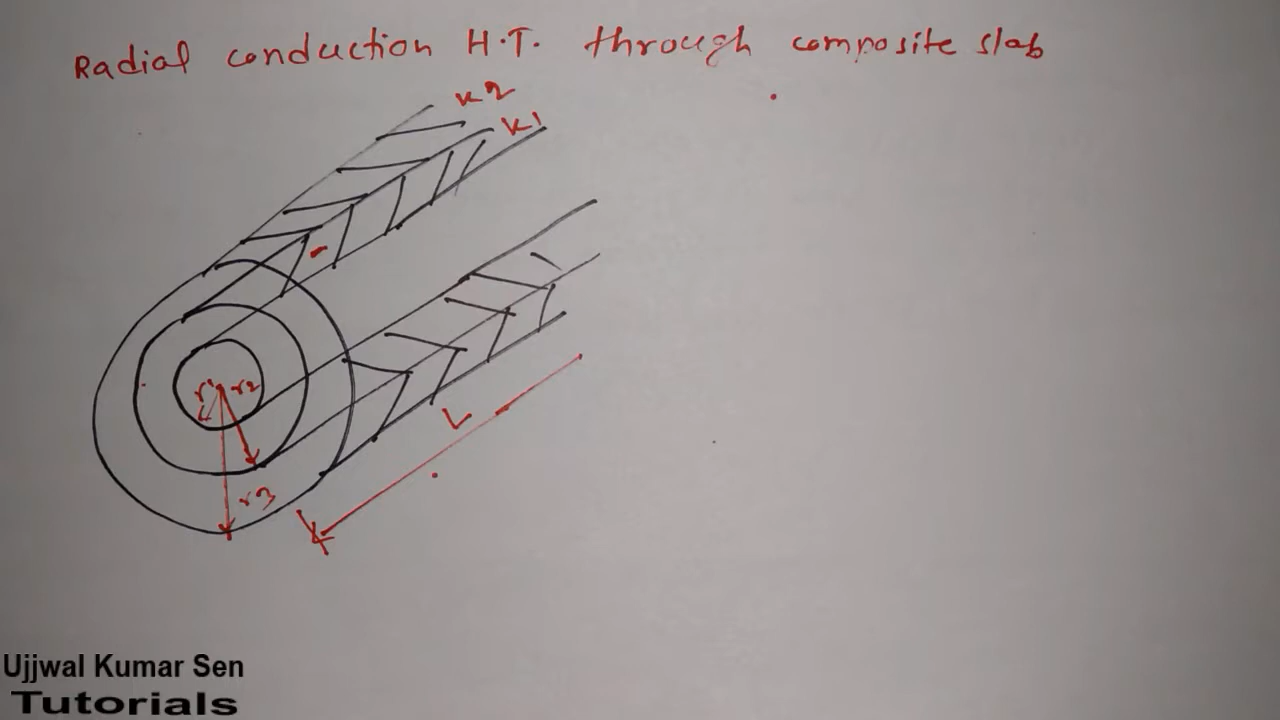 Radial conduction H.T. through composite slab
K2
K1
r1
r2
r3
L
Ujjwal Kumar Sen
Tutorials